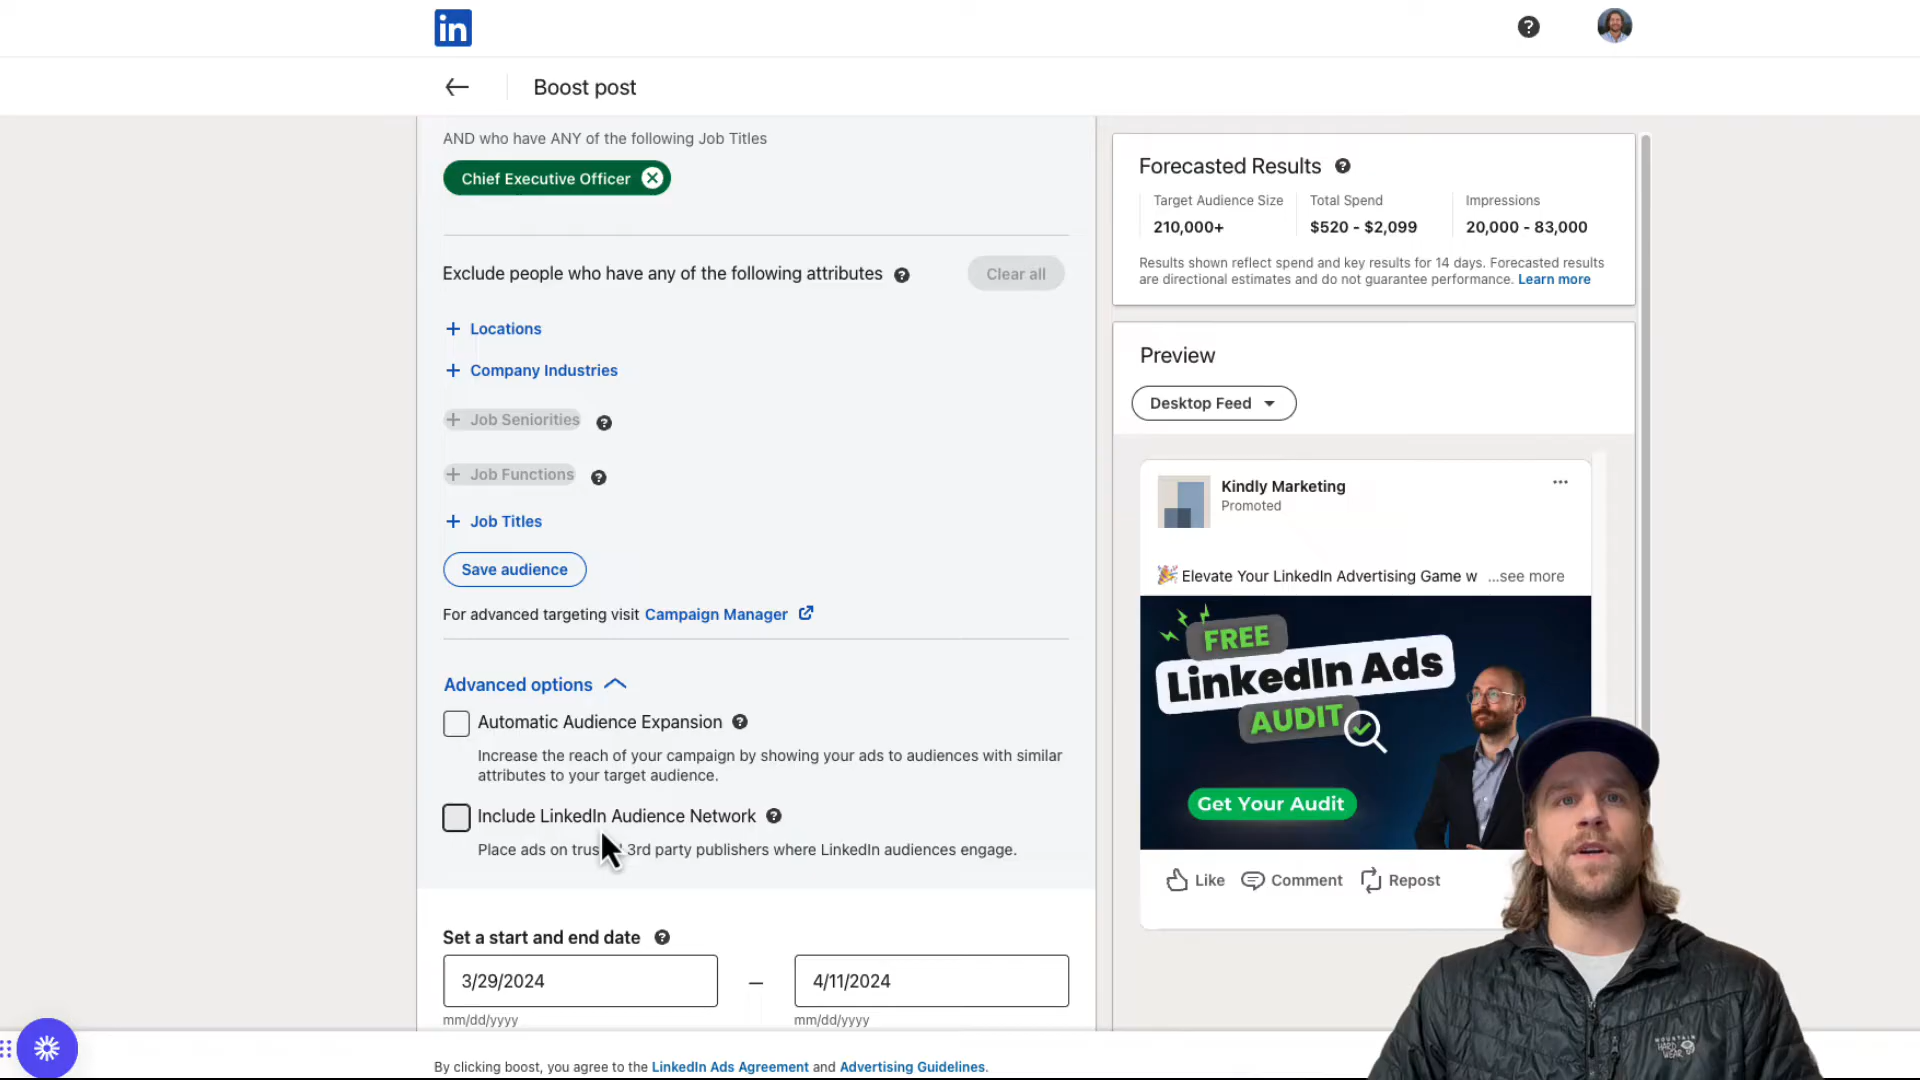 in
?
Boost post
AND who have ANY of the following Job Titles
Chief Executive Officer
Exclude people who have any of the following attributes ?
Clear all
+ Locations
+ Company Industries
+ Job Seniorities ?
+ Job Functions ?
+ Job Titles
Save audience
For advanced targeting visit Campaign Manager
Advanced options
Automatic Audience Expansion ?
Increase the reach of your campaign by showing your ads to audiences with similar
attributes to your target audience.
Include LinkedIn Audience Network ?
Place ads on 3rd party publishers where LinkedIn audiences engage.
Set a start and end date ?
3/29/2024 – 4/11/2024
mm/dd/yyyy mm/dd/yyyy
By clicking boost, you agree to the LinkedIn Ads Agreement and Advertising Guidelines.
Forecasted Results ?
Target Audience Size Total Spend Impressions
210,000+ $520 - $2,099 20,000 - 83,000
Results shown reflect spend and key results for 14 days. Forecasted results
are directional estimates and do not guarantee performance. Learn more
Preview
Desktop Feed
Kindly Marketing
Promoted
Elevate Your LinkedIn Advertising Game w ...see more
FREE
LinkedIn Ads
AUDIT
Get Your Audit
Like Comment Repost
MOUNTAIN
HARD
WEAR